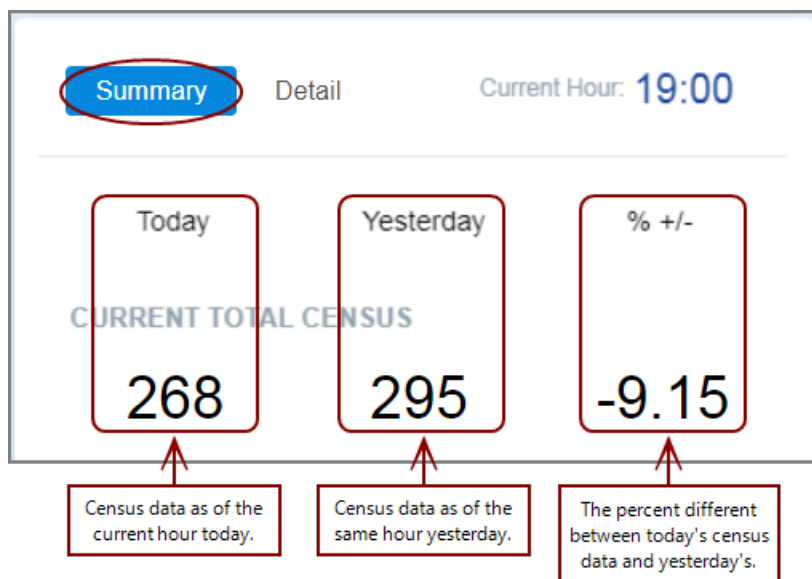 Summary Detail Current Hour: 19:00
Today Yesterday % +/-
CURRENT TOTAL CENSUS
268 295 -9.15
Census data as of the
current hour today.
Census data as of the
same hour yesterday.
The percent different
between today's census
data and yesterday's.